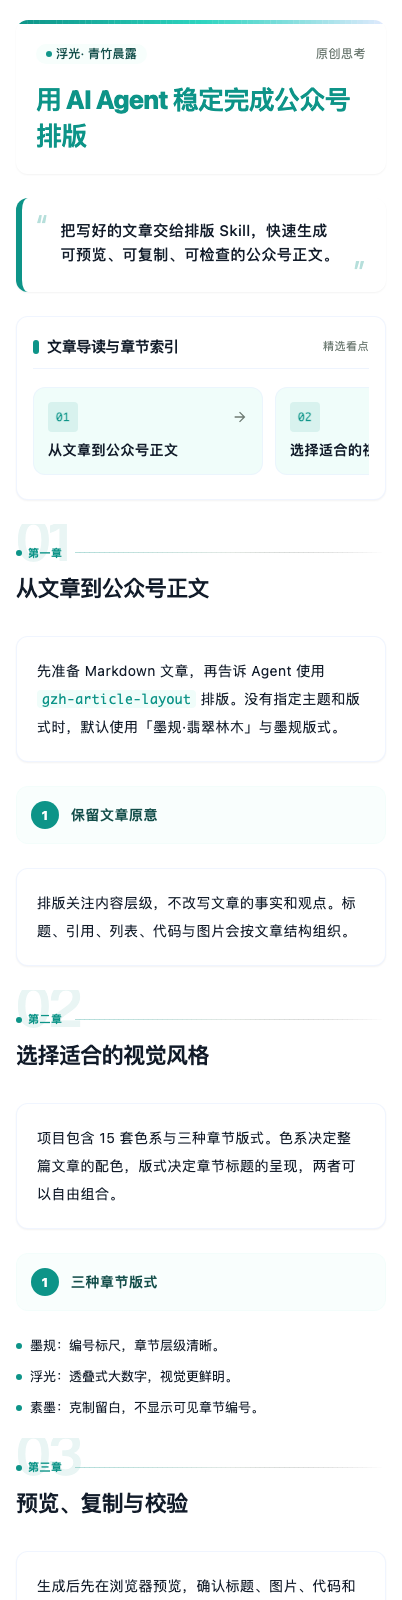 浮光· 青竹晨露
原创思考
用 AI Agent 稳定完成公众号
排版
“
把写好的文章交给排版 Skill，快速生成
可预览、可复制、可检查的公众号正文。
”
文章导读与章节索引
精选看点
01
→
从文章到公众号正文
02
选择适合的视
01
第一章
从文章到公众号正文
先准备 Markdown 文章，再告诉 Agent 使用
gzh-article-layout 排版。没有指定主题和版
式时，默认使用「墨规·翡翠林木」与墨规版式。
1 保留文章原意
排版关注内容层级，不改写文章的事实和观点。标
题、引用、列表、代码与图片会按文章结构组织。
02
第二章
选择适合的视觉风格
项目包含 15 套色系与三种章节版式。色系决定整
篇文章的配色，版式决定章节标题的呈现，两者可
以自由组合。
1 三种章节版式
墨规：编号标尺，章节层级清晰。
浮光：透叠式大数字，视觉更鲜明。
素墨：克制留白，不显示可见章节编号。
03
第三章
预览、复制与校验
生成后先在浏览器预览，确认标题、图片、代码和